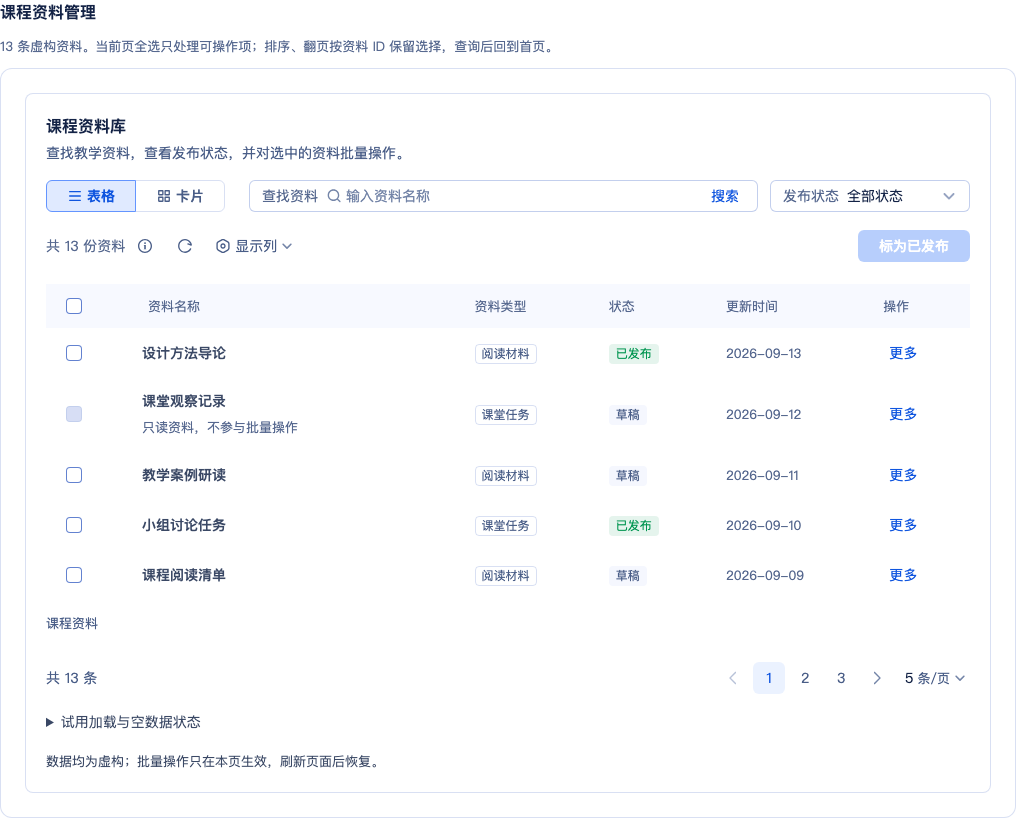 课程资料管理
13 条虚构资料。当前页全选只处理可操作项；排序、翻页按资料 ID 保留选择，查询后回到首页。
课程资料库
查找教学资料，查看发布状态，并对选中的资料批量操作。
表格 卡片 查找资料 输入资料名称 搜索 发布状态 全部状态
共 13 份资料 显示列 标为已发布
资料名称 资料类型 状态 更新时间 操作
设计方法导论 阅读材料 已发布 2026-09-13 更多
课堂观察记录
只读资料，不参与批量操作 课堂任务 草稿 2026-09-12 更多
教学案例研读 阅读材料 草稿 2026-09-11 更多
小组讨论任务 课堂任务 已发布 2026-09-10 更多
课程阅读清单 阅读材料 草稿 2026-09-09 更多
课程资料
共 13 条 1 2 3 5 条/页
试用加载与空数据状态
数据均为虚构；批量操作只在本页生效，刷新页面后恢复。